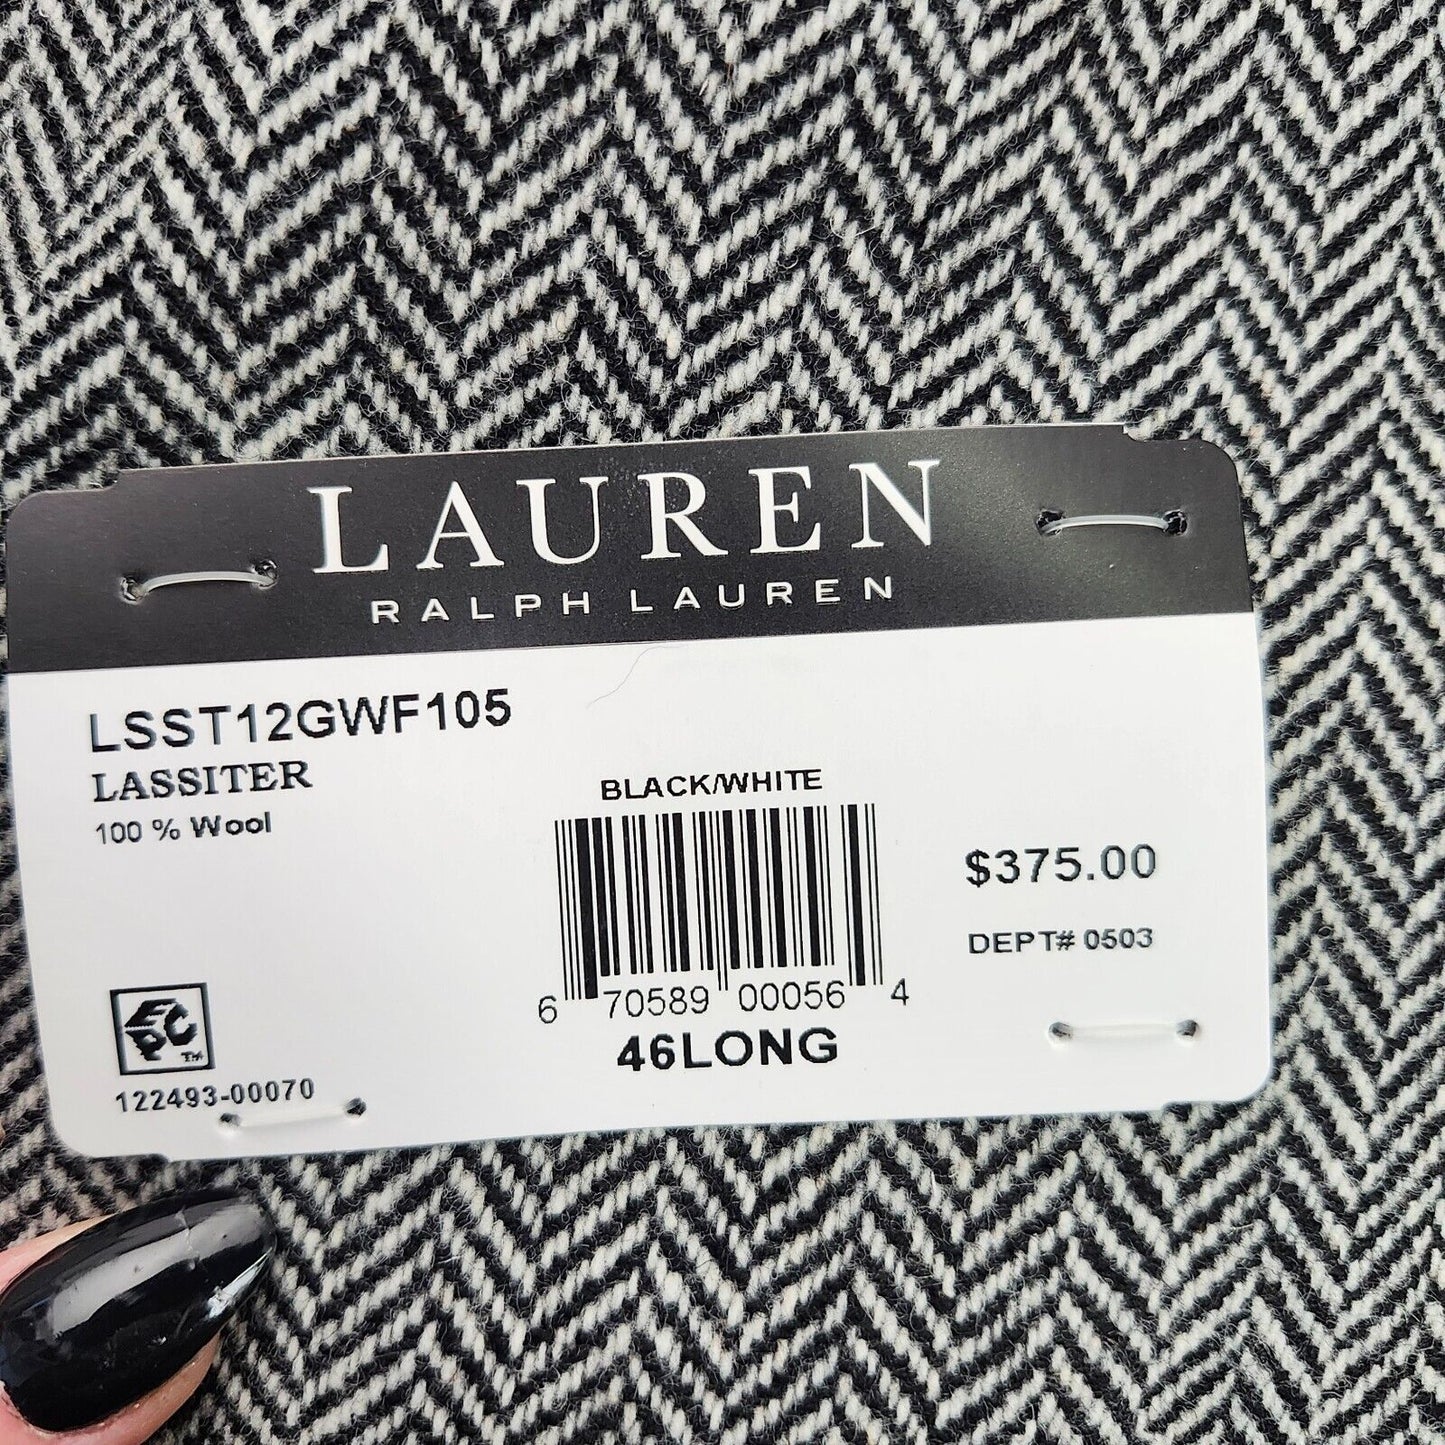 LAUREN
RALPH LAUREN
LSST12GWF105
LASSITER
100 % Wool
BLACK/WHITE
6 70589 00056 4
46LONG
$375.00
DEPT# 0503
EPC™
122493-00070